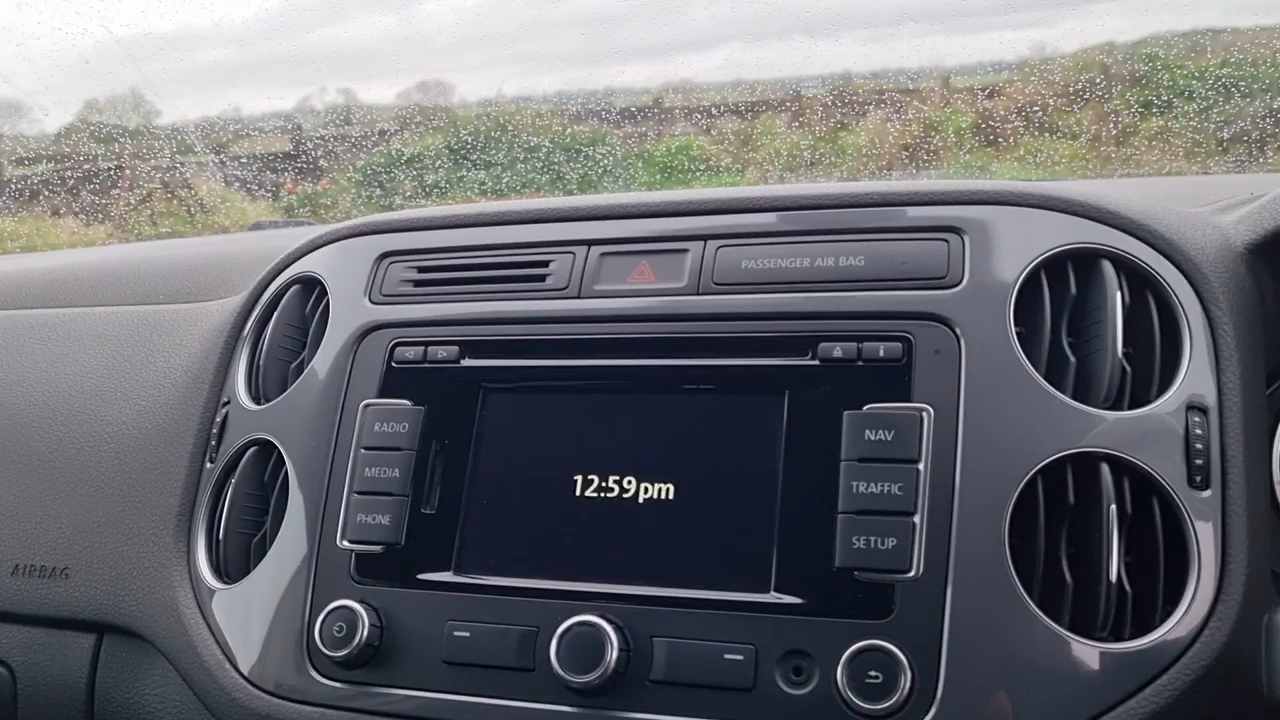 PASSENGER AIR BAG
i
RADIO
NAV
MEDIA
12:59pm
TRAFFIC
PHONE
SETUP
AIRBAG